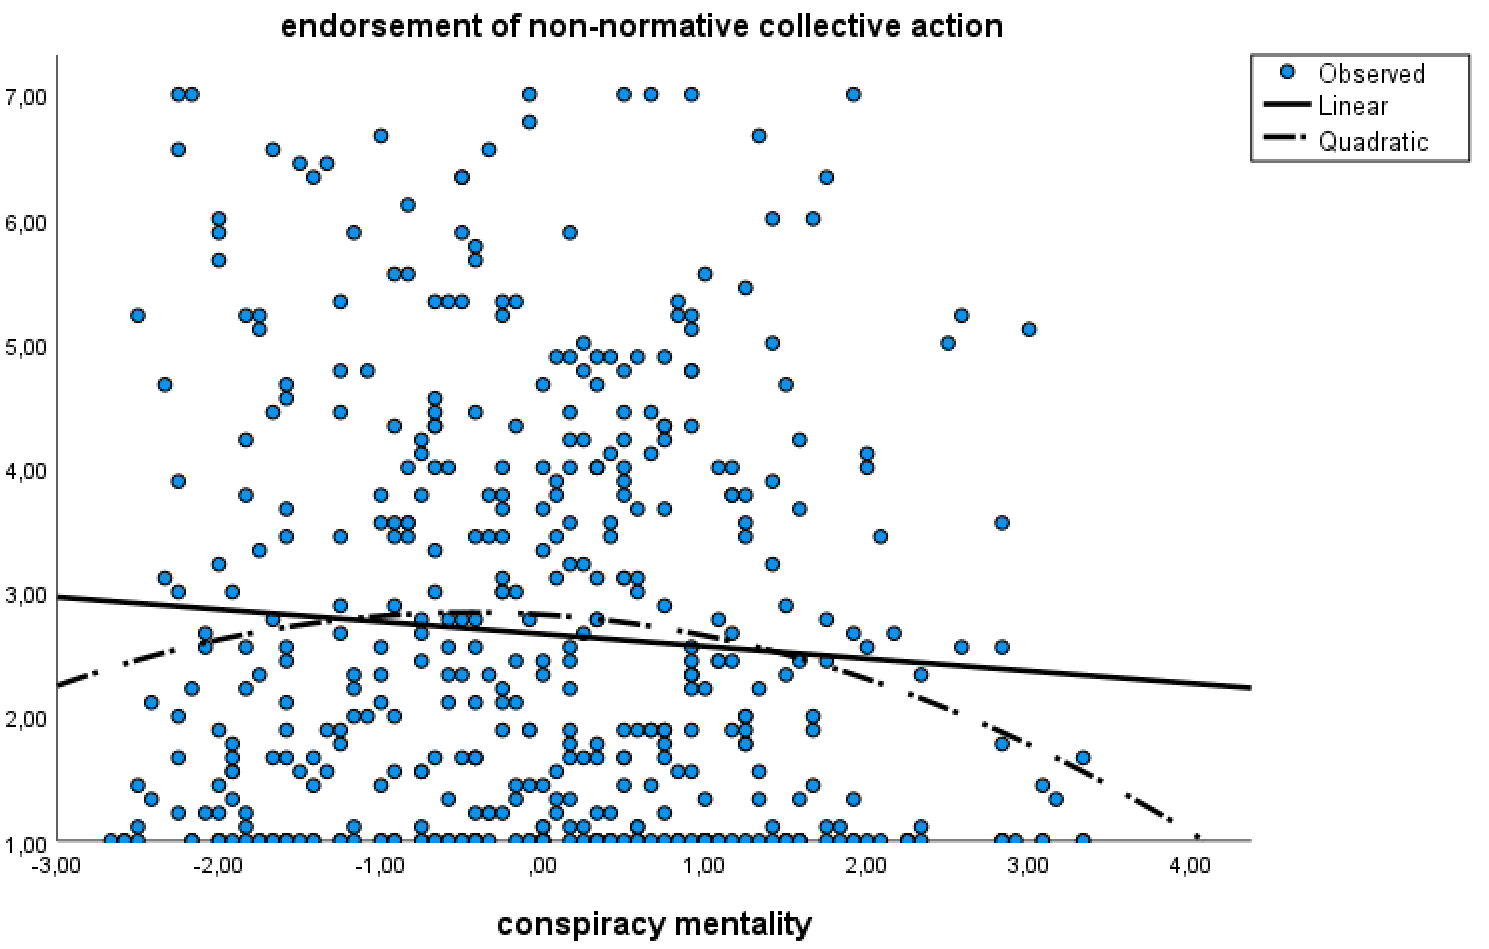 endorsement of non-normative collective action
Observed
Linear
Quadratic
7,00
6,00
5,00
4,00
3,00
2,00
1,00
-3,00 -2,00 -1,00 ,00 1,00 2,00 3,00 4,00
conspiracy mentality